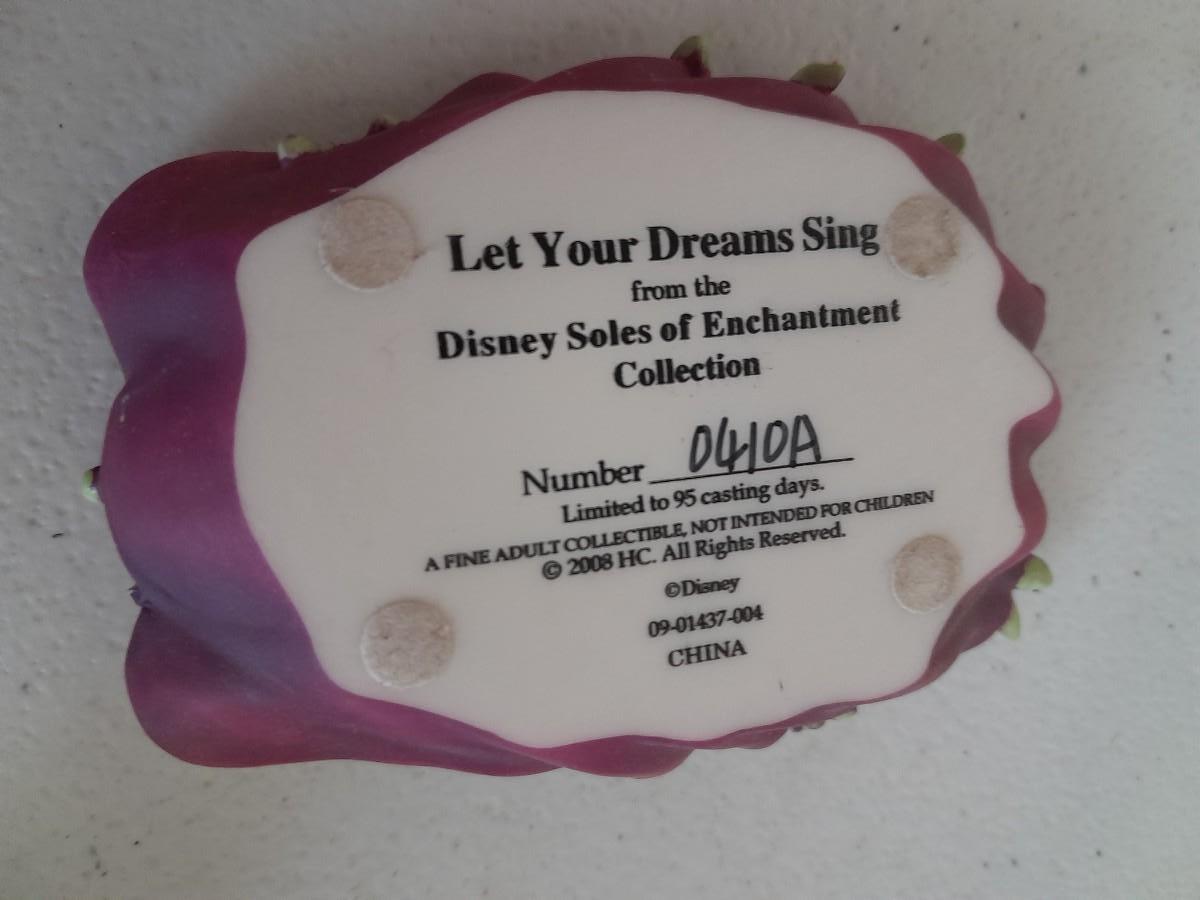 Let Your Dreams Sing
from the
Disney Soles of Enchantment
Collection
Number 0410A
Limited to 95 casting days.
A FINE ADULT COLLECTIBLE, NOT INTENDED FOR CHILDREN
© 2008 HC. All Rights Reserved.
©Disney
09-01437-004
CHINA